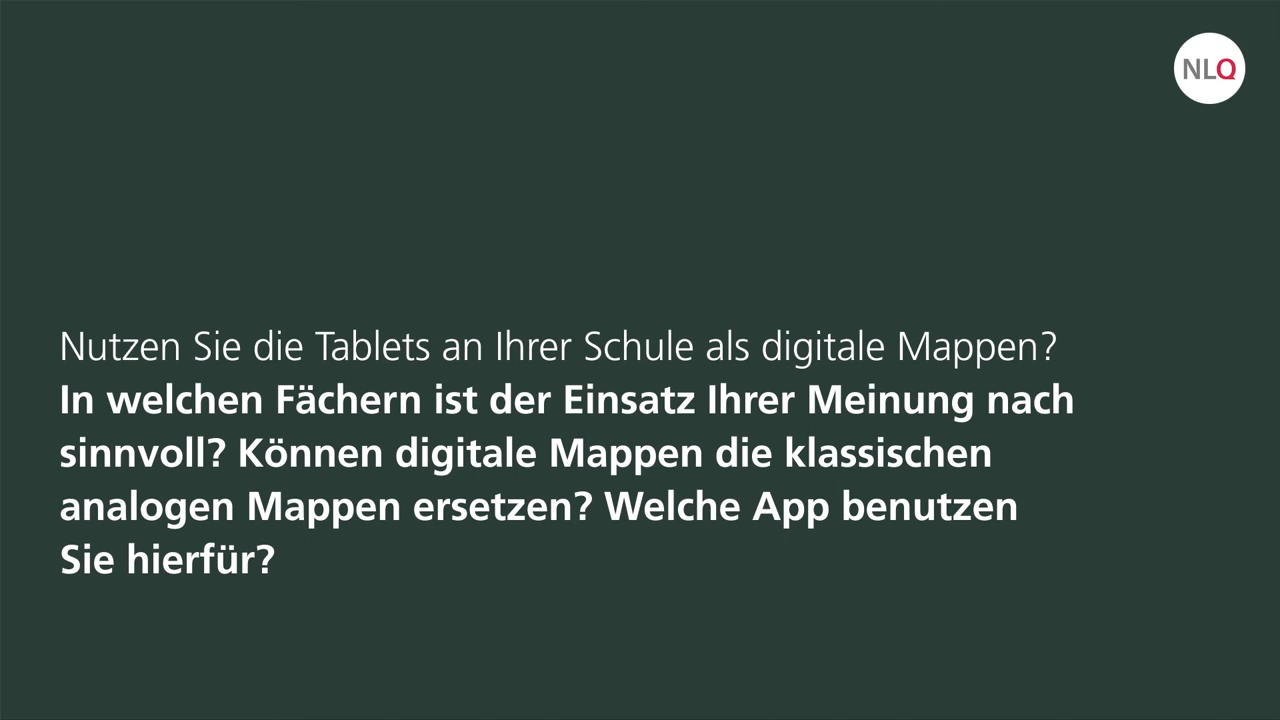 NLQ
Nutzen Sie die Tablets an Ihrer Schule als digitale Mappen?
In welchen Fächern ist der Einsatz Ihrer Meinung nach
sinnvoll? Können digitale Mappen die klassischen
analogen Mappen ersetzen? Welche App benutzen
Sie hierfür?